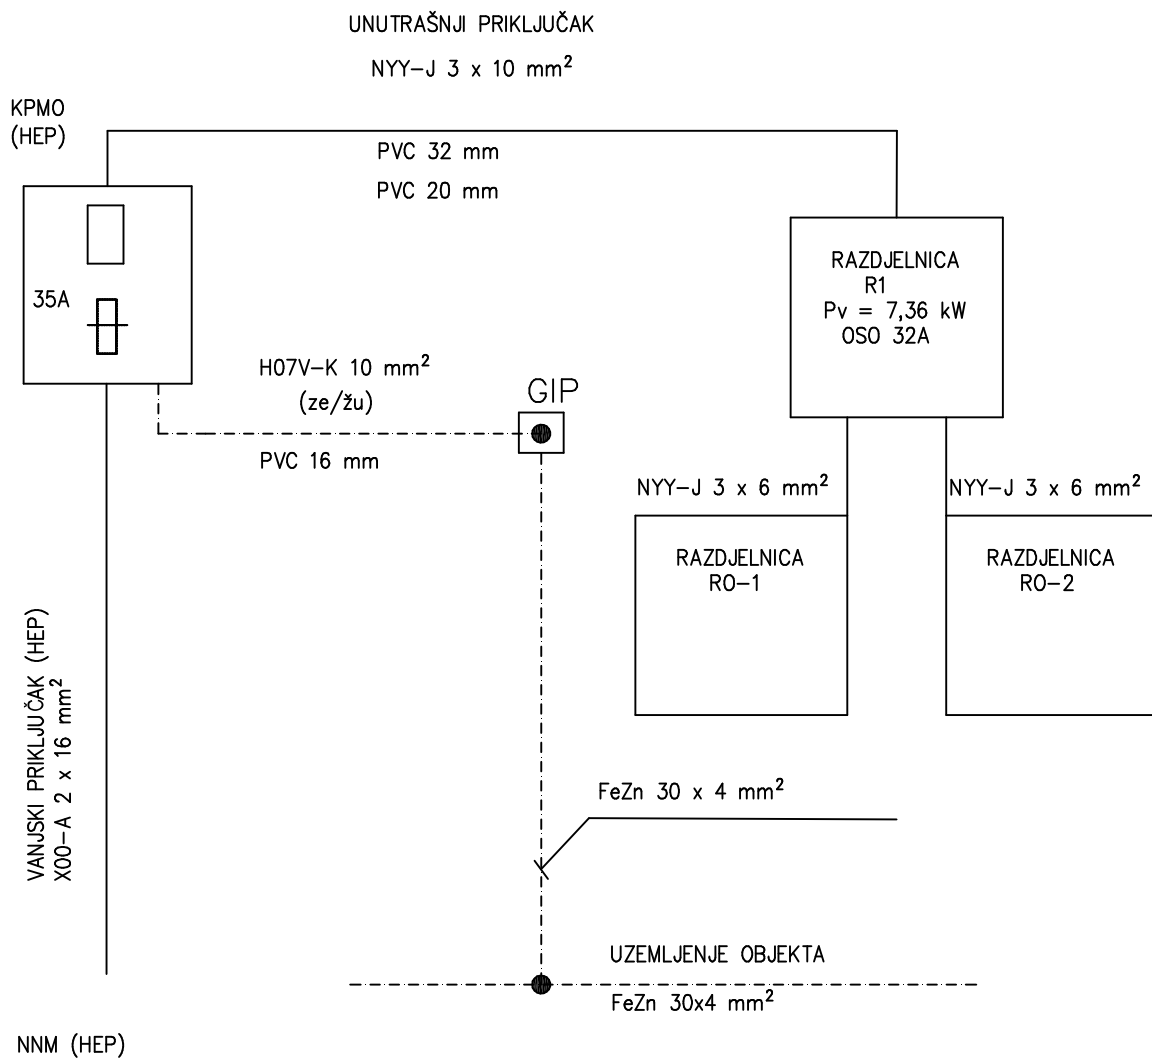 UNUTRAŠNJI PRIKLJUČAK
NYY-J 3 x 10 mm²
KPMO
(HEP)
PVC 32 mm
PVC 20 mm
35A
RAZDJELNICA
R1
Pv = 7,36 kW
OSO 32A
H07V-K 10 mm²
(ze/žu)
GIP
PVC 16 mm
NYY-J 3 x 6 mm²
NYY-J 3 x 6 mm²
RAZDJELNICA
RO-1
RAZDJELNICA
RO-2
VANJSKI PRIKLJUČAK (HEP)
X00-A 2 x 16 mm²
FeZn 30 x 4 mm²
UZEMLJENJE OBJEKTA
FeZn 30x4 mm²
NNM (HEP)